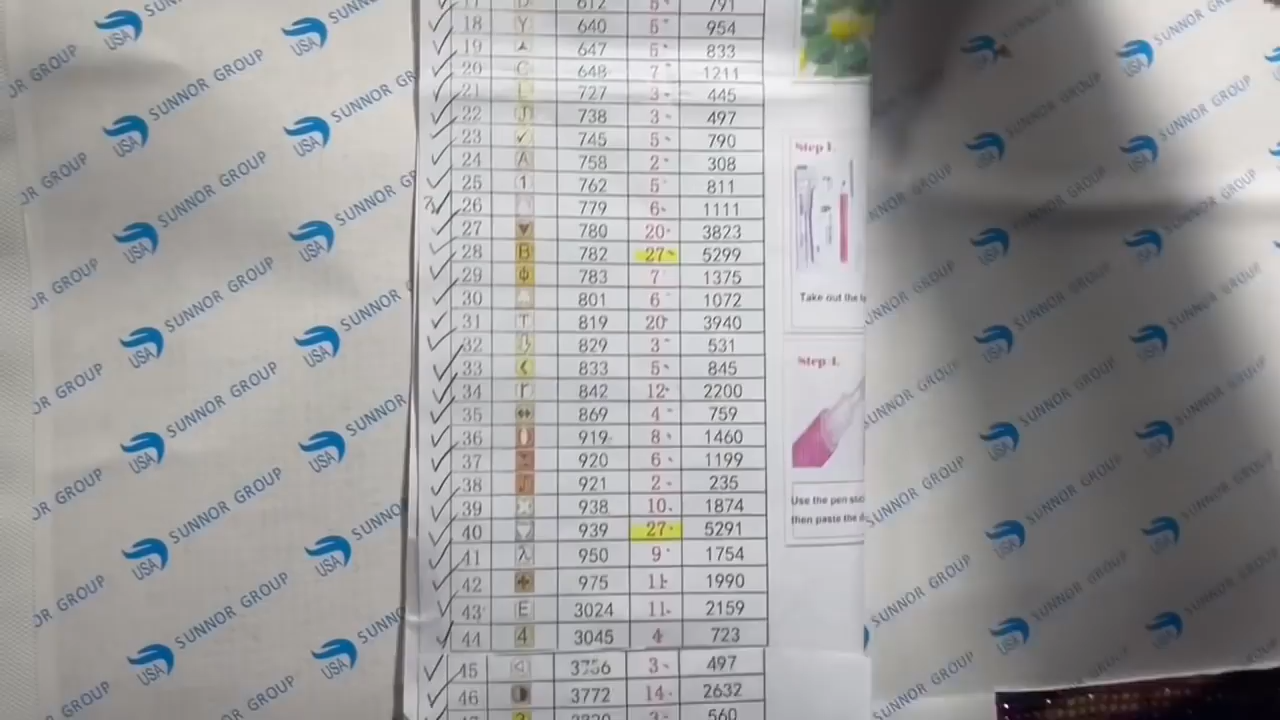 17 D 612 5 791
18 Y 640 5 954
19 647 5 833
20 C 648 7 1211
21 727 3 445
22 738 3 497
23 ✓ 745 5 790
24 A 758 2 308
25 1 762 5 811
26 779 6 1111
27 ▼ 780 20 3823
28 B 782 27 5299
29 ф 783 7 1375
30 801 6 1072
31 T 819 20 3940
32 829 3 531
33 833 5 845
34 r 842 12 2200
35 ↔ 869 4 759
36 919 8 1460
37 920 6 1199
38 921 2 235
39 938 10 1874
40 939 27 5291
41 λ 950 9 1754
42 975 11 1990
43 E 3024 11 2159
44 4 3045 4 723
45 3756 3 497
46 3772 14 2632
3 560
Step 1.
Take out the
Step 4.
Use the pen
then paste the
SUNNOR GROUP
USA